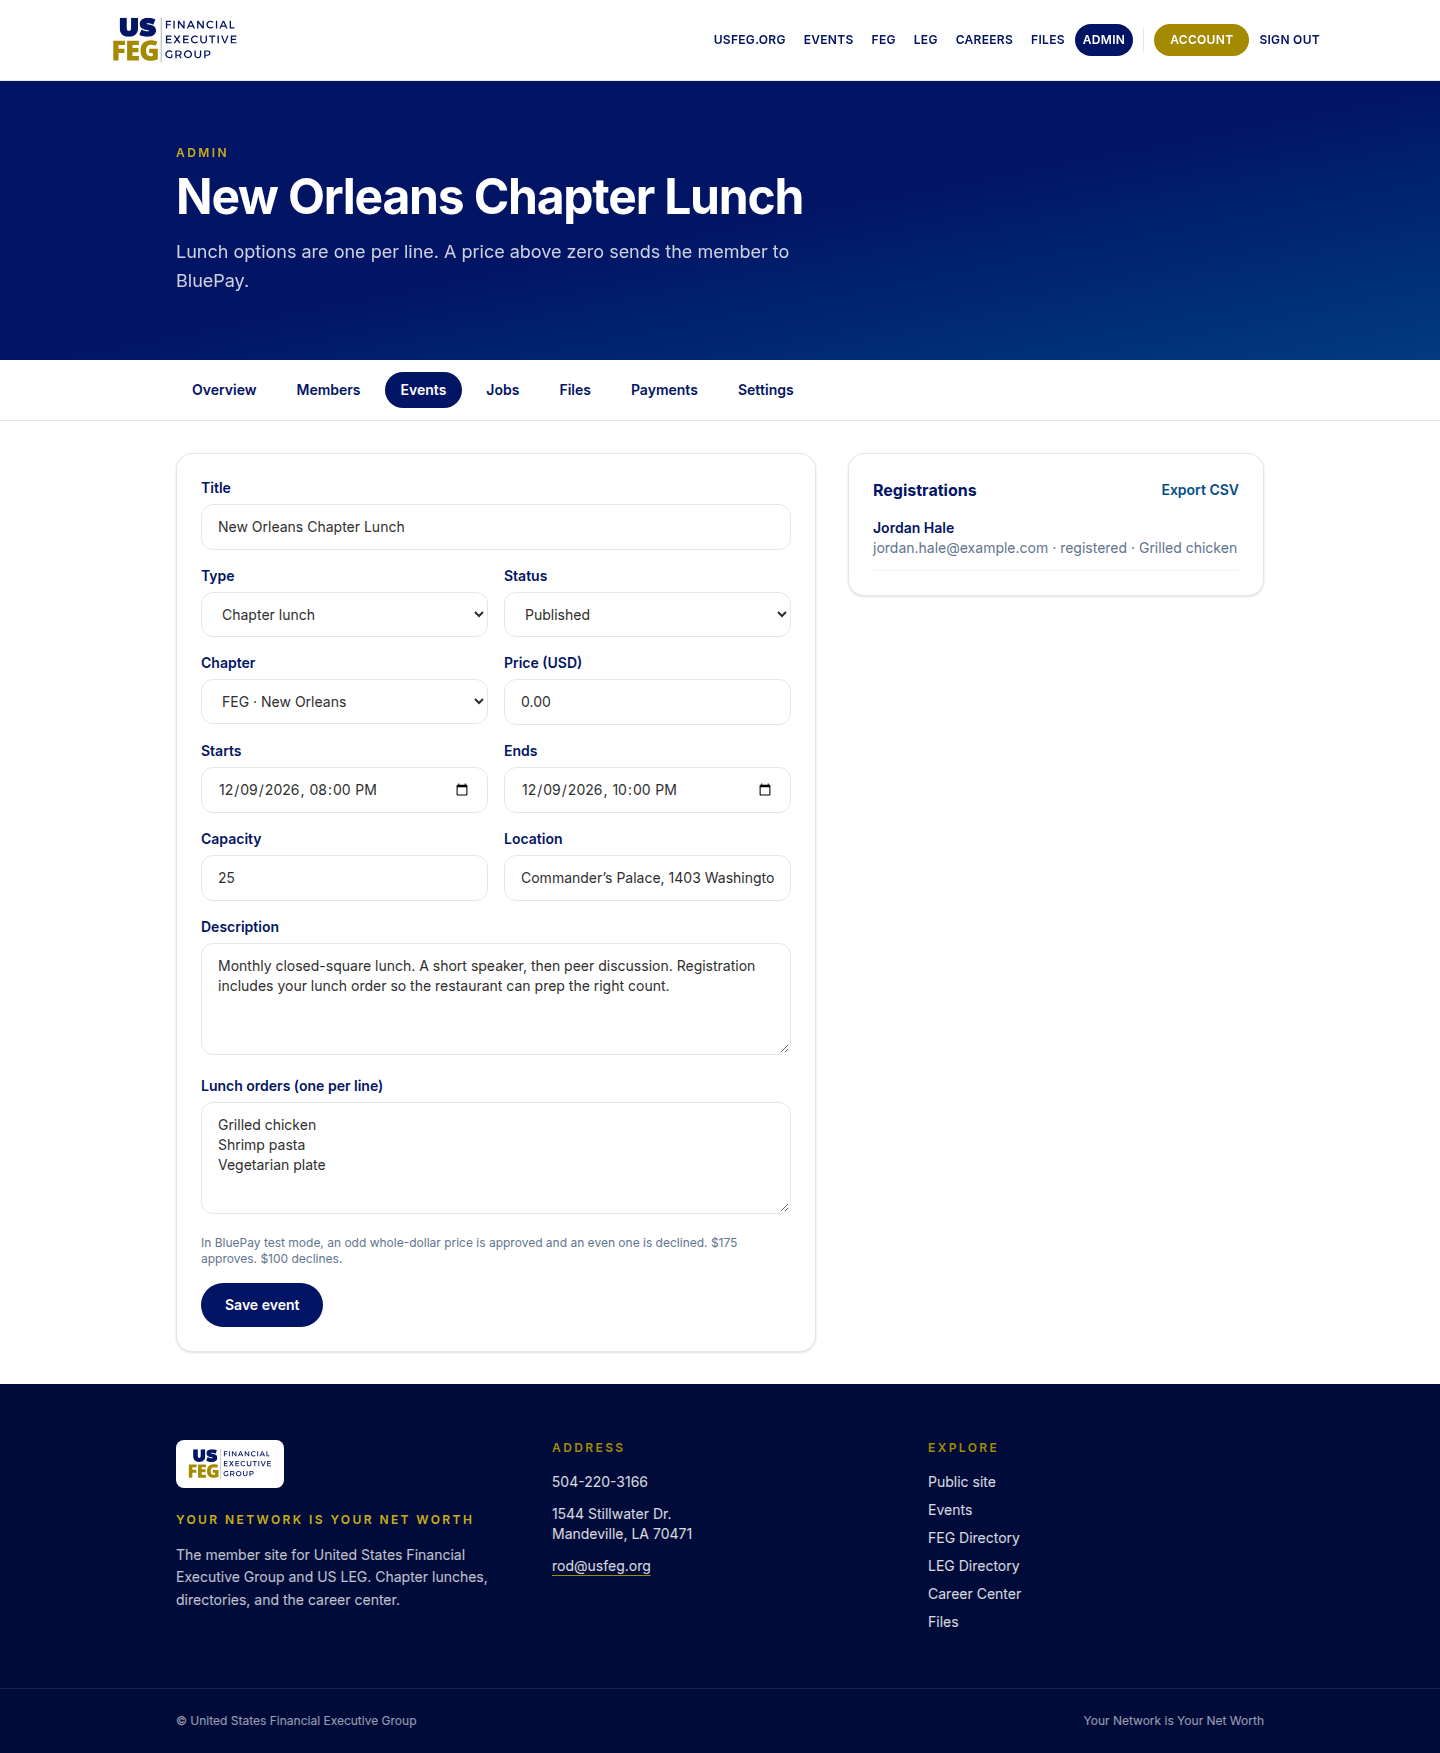 US FEG FINANCIAL EXECUTIVE GROUP
USFEG.ORG EVENTS FEG LEG CAREERS FILES ADMIN ACCOUNT SIGN OUT
ADMIN
New Orleans Chapter Lunch
Lunch options are one per line. A price above zero sends the member to
BluePay.
Overview Members Events Jobs Files Payments Settings
Title
New Orleans Chapter Lunch
Type Status
Chapter lunch Published
Chapter Price (USD)
FEG · New Orleans 0.00
Starts Ends
12/09/2026, 08:00 PM 12/09/2026, 10:00 PM
Capacity Location
25 Commander’s Palace, 1403 Washingto
Description
Monthly closed-square lunch. A short speaker, then peer discussion. Registration
includes your lunch order so the restaurant can prep the right count.
Lunch orders (one per line)
Grilled chicken
Shrimp pasta
Vegetarian plate
In BluePay test mode, an odd whole-dollar price is approved and an even one is declined. $175
approves. $100 declines.
Save event
Registrations Export CSV
Jordan Hale
jordan.hale@example.com · registered · Grilled chicken
US FEG FINANCIAL EXECUTIVE GROUP
YOUR NETWORK IS YOUR NET WORTH
The member site for United States Financial
Executive Group and US LEG. Chapter lunches,
directories, and the career center.
ADDRESS
504-220-3166
1544 Stillwater Dr.
Mandeville, LA 70471
rod@usfeg.org
EXPLORE
Public site
Events
FEG Directory
LEG Directory
Career Center
Files
© United States Financial Executive Group
Your Network is Your Net Worth